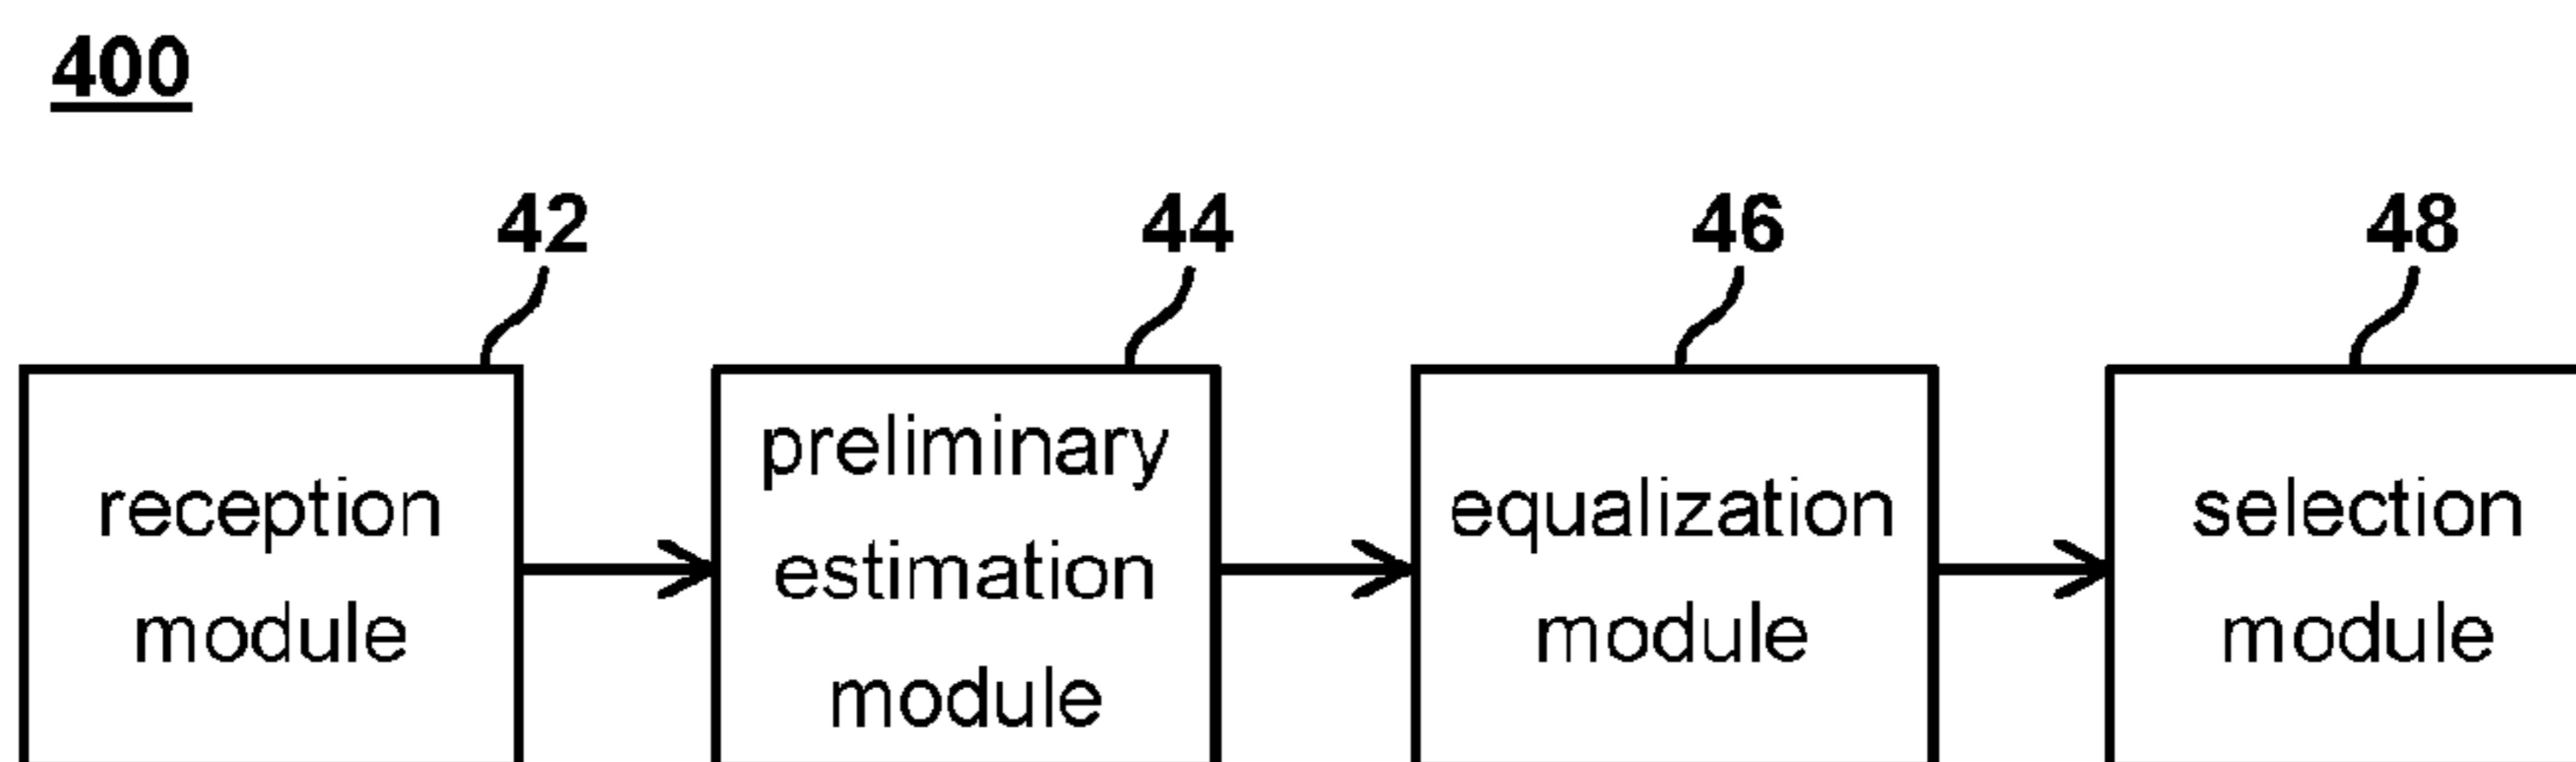 400
42
44
46
48
reception
module
preliminary
estimation
module
equalization
module
selection
module